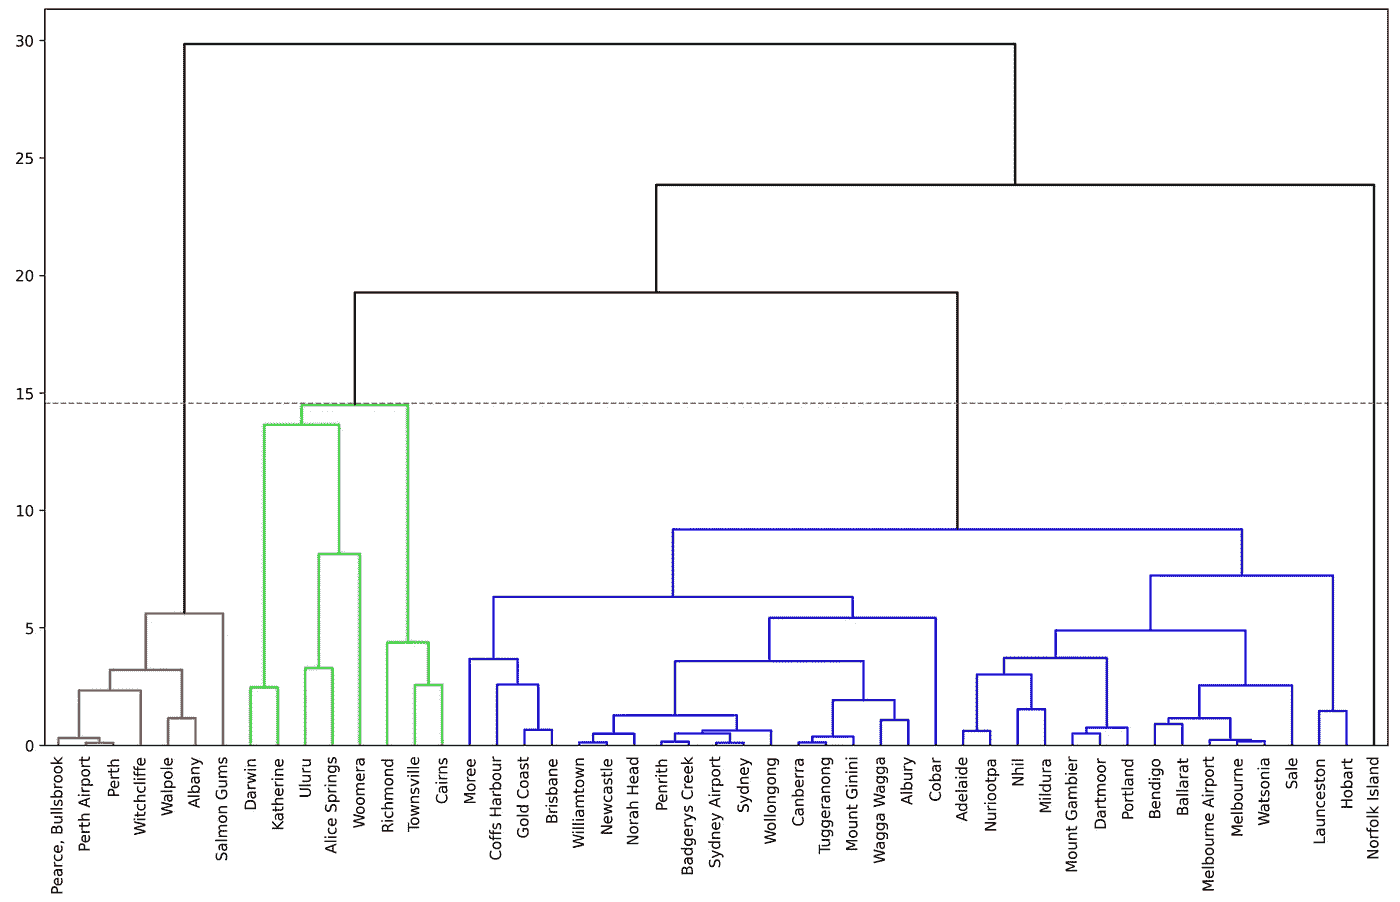 30
25
20
15
10
5
0
Pearce, Bullsbrook
Perth Airport
Perth
Witchcliffe
Walpole
Albany
Salmon Gums
Darwin
Katherine
Uluru
Alice Springs
Woomera
Richmond
Townsville
Cairns
Moree
Coffs Harbour
Gold Coast
Brisbane
Williamtown
Newcastle
Norah Head
Penrith
Badgerys Creek
Sydney Airport
Sydney
Wollongong
Canberra
Tuggeranong
Mount Ginini
Wagga Wagga
Albury
Cobar
Adelaide
Nuriootpa
Nhil
Mildura
Mount Gambier
Dartmoor
Portland
Bendigo
Ballarat
Melbourne Airport
Melbourne
Watsonia
Sale
Launceston
Hobart
Norfolk Island